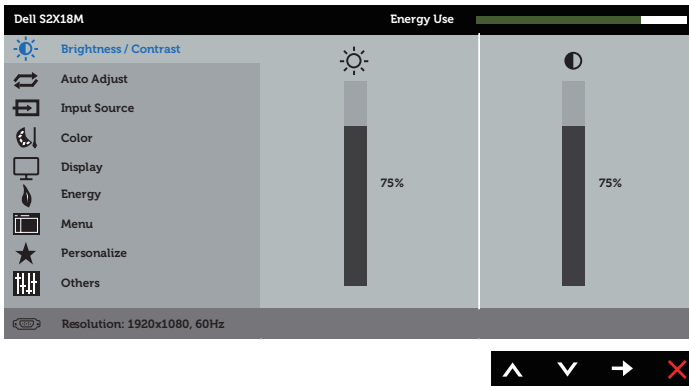 Dell S2X18M Energy Use
Brightness / Contrast
Auto Adjust
Input Source
Color
Display
75% 75%
Energy
Menu
Personalize
Others
Resolution: 1920x1080, 60Hz